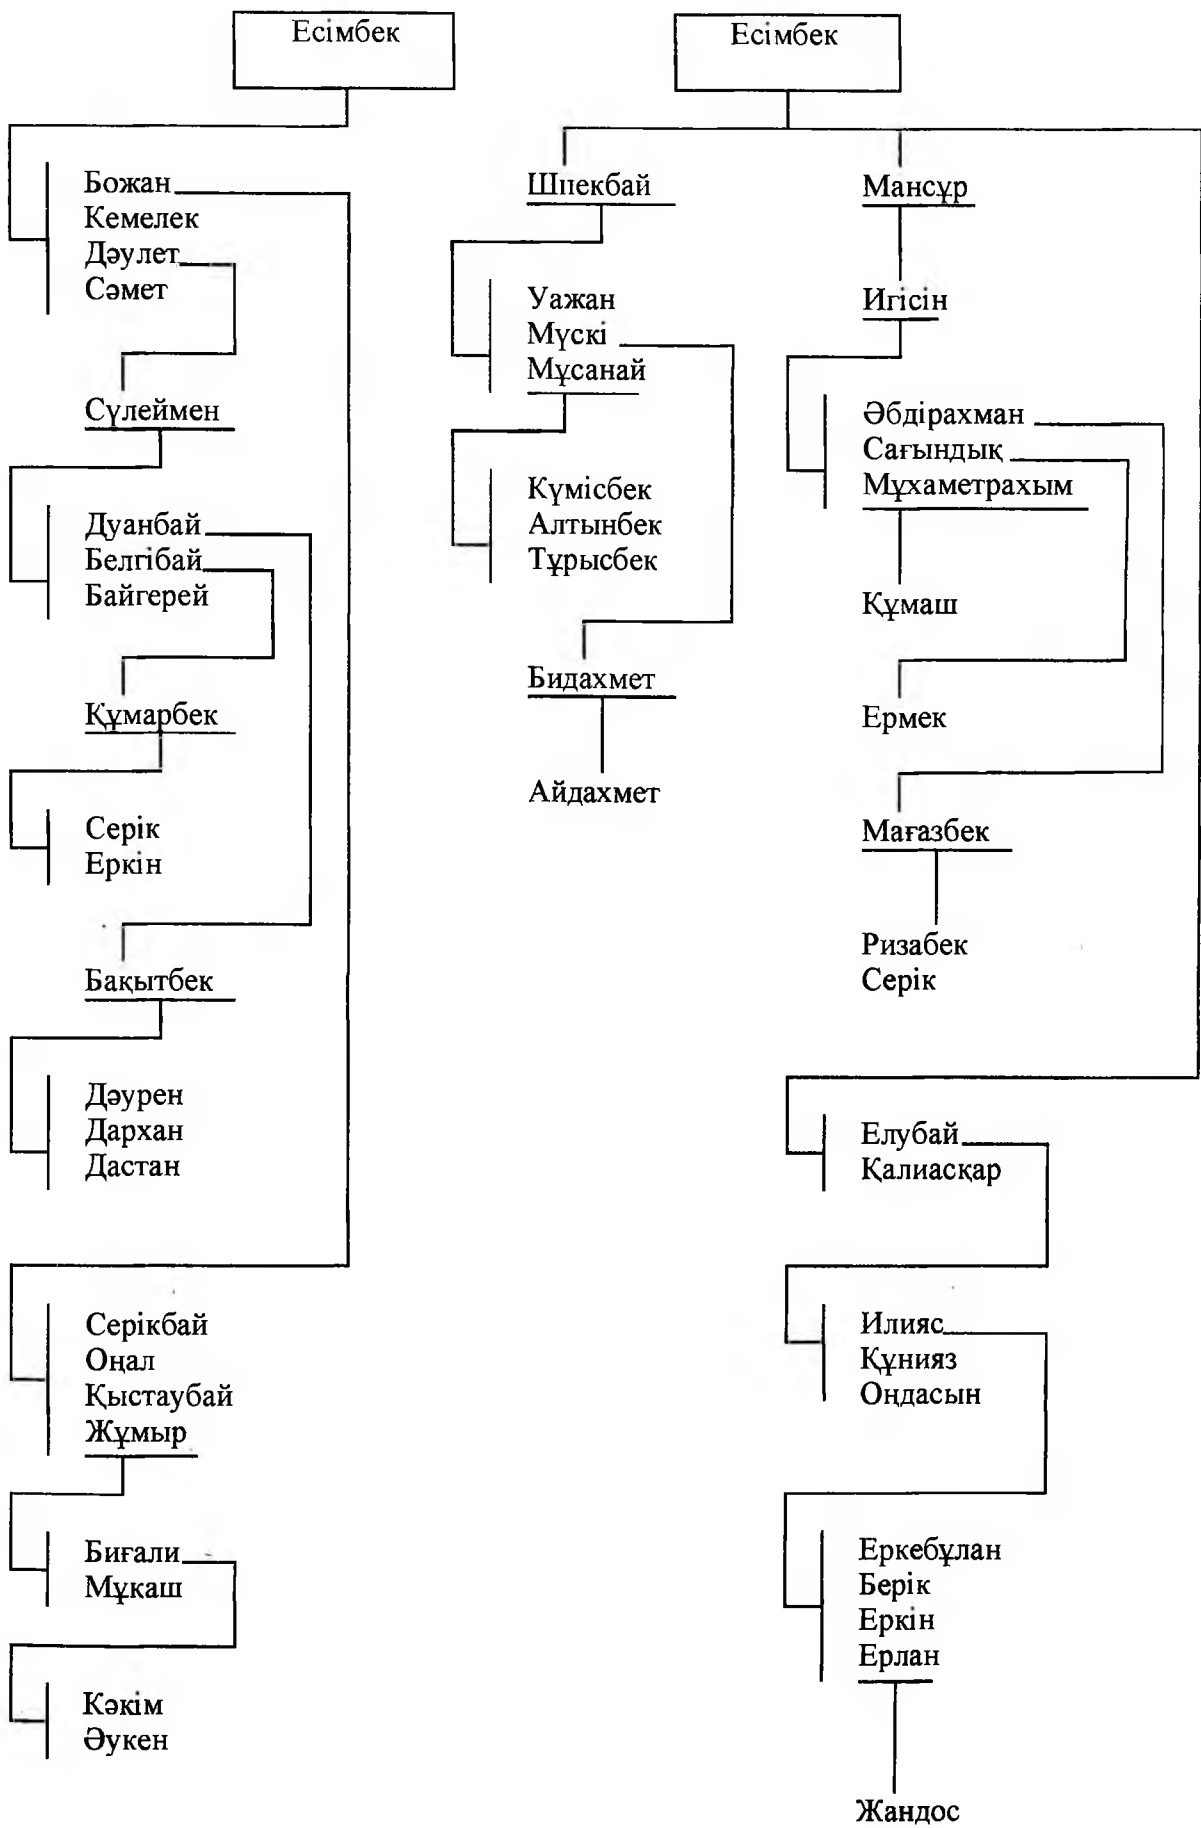 Есімбек
Божан
Кемелек
Дәулет
Сәмет
Сүлеймен
Дуанбай
Белгібай
Байгерей
Құмарбек
Серік
Еркін
Бақытбек
Дәурен
Дархан
Дастан
Серікбай
Оңал
Қыстаубай
Жұмыр
Биғали
Мұкаш
Кәкім
Әукен
Есімбек
Шпекбай
Уажан
Мүскі
Мұсанай
Күмісбек
Алтынбек
Тұрысбек
Бидахмет
Айдахмет
Мансұр
Игісін
Әбдірахман
Сағындық
Мұхаметрахым
Құмаш
Ермек
Мағазбек
Ризабек
Серік
Елубай
Қалиасқар
Илияс
Құнияз
Оңдасын
Еркебұлан
Берік
Еркін
Ерлан
Жандос